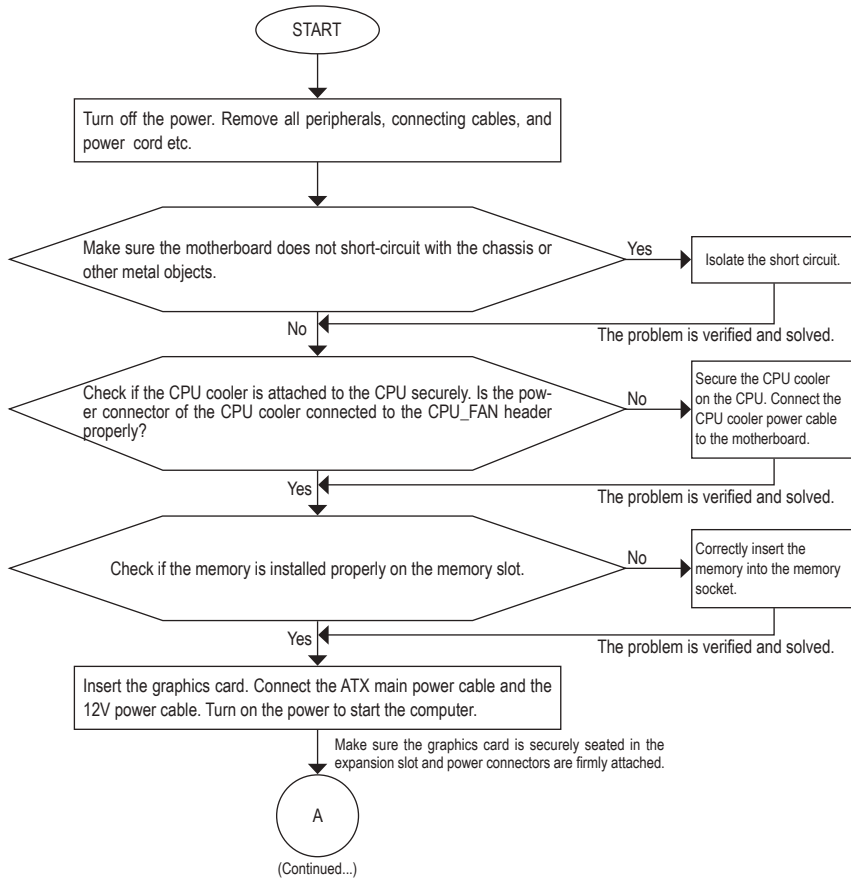 START
Turn off the power. Remove all peripherals, connecting cables, and
power cord etc.
Make sure the motherboard does not short-circuit with the chassis or
other metal objects.
Yes
Isolate the short circuit.
No
The problem is verified and solved.
Check if the CPU cooler is attached to the CPU securely. Is the pow-
er connector of the CPU cooler connected to the CPU_FAN header
properly?
No
Secure the CPU cooler
on the CPU. Connect the
CPU cooler power cable
to the motherboard.
Yes
The problem is verified and solved.
Check if the memory is installed properly on the memory slot.
No
Correctly insert the
memory into the memory
socket.
Yes
The problem is verified and solved.
Insert the graphics card. Connect the ATX main power cable and the
12V power cable. Turn on the power to start the computer.
Make sure the graphics card is securely seated in the
expansion slot and power connectors are firmly attached.
A
(Continued...)